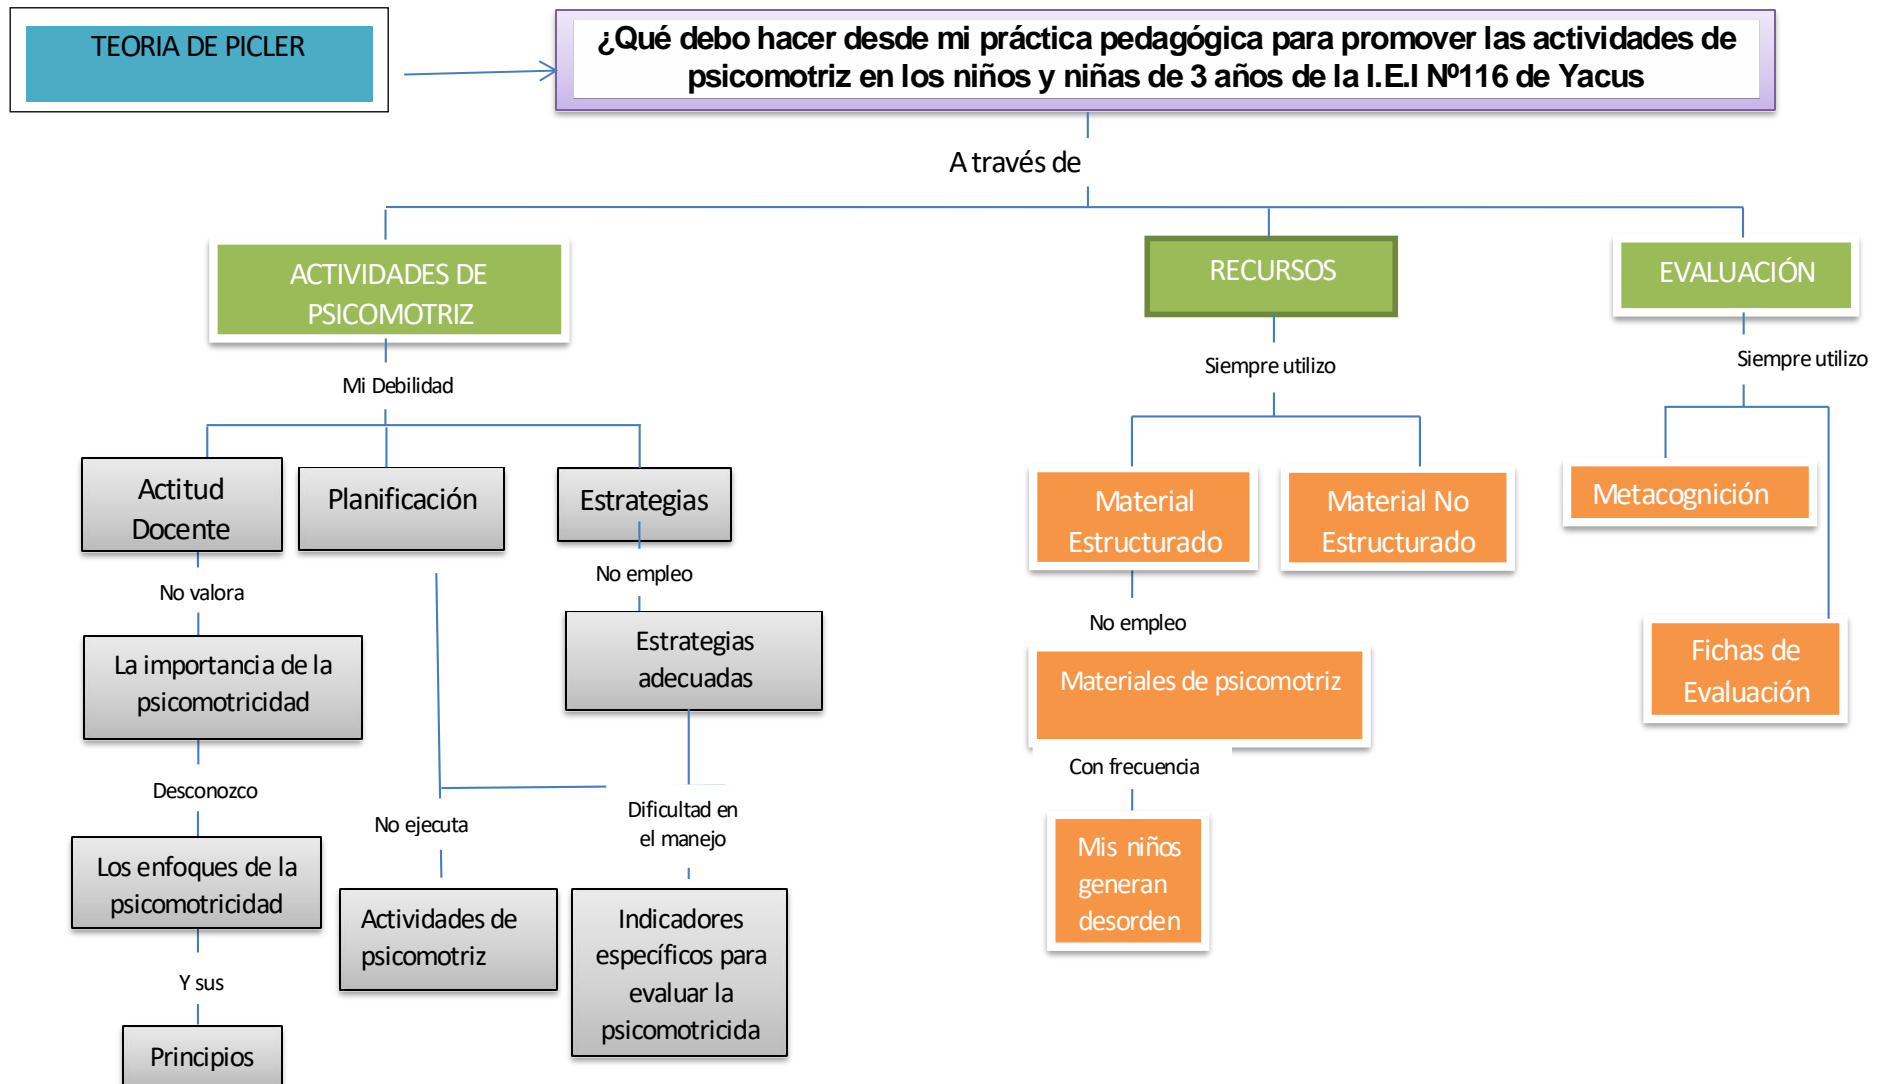 TEORIA DE PICLER
¿Qué debo hacer desde mi práctica pedagógica para promover las actividades de
psicomotriz en los niños y niñas de 3 años de la I.E.I Nº116 de Yacus
A través de
ACTIVIDADES DE
PSICOMOTRIZ
RECURSOS
EVALUACIÓN
Mi Debilidad
Siempre utilizo
Siempre utilizo
Actitud
Docente
Planificación
Estrategias
Material
Estructurado
Material No
Estructurado
Metacognición
No valora
No empleo
No empleo
La importancia de la
psicomotricidad
Estrategias
adecuadas
Materiales de psicomotriz
Fichas de
Evaluación
Desconozco
No ejecuta
Dificultad en
el manejo
Con frecuencia
Los enfoques de la
psicomotricidad
Actividades de
psicomotriz
Indicadores
específicos para
evaluar la
psicomotricida
Mis niños
generan
desorden
Y sus
Principios